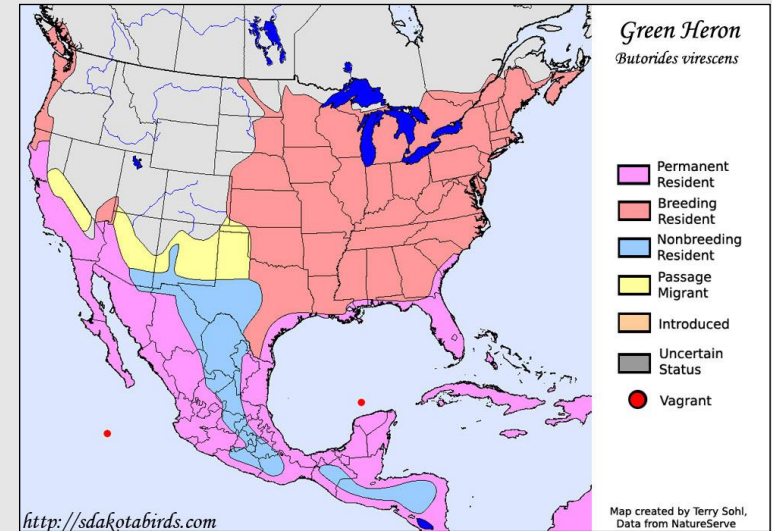 Green Heron
Butorides virescens
Permanent
Resident
Breeding
Resident
Nonbreeding
Resident
Passage
Migrant
Introduced
Uncertain
Status
Vagrant
Map created by Terry Sohl,
Data from NatureServe
http://sdakotabirds.com